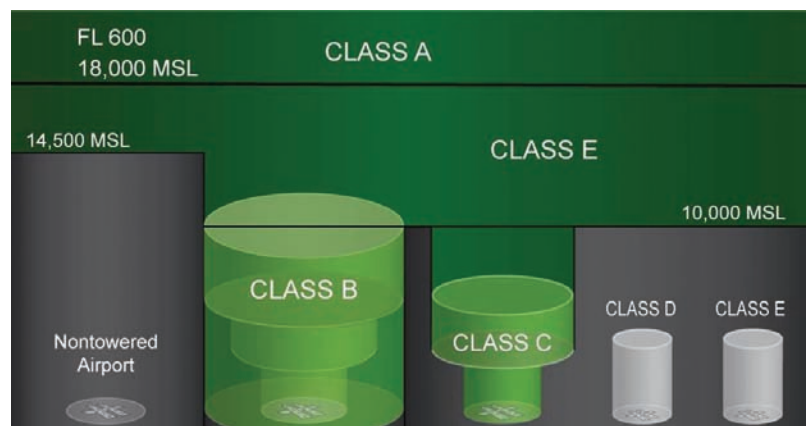 FL 600
18,000 MSL
CLASS A
14,500 MSL
CLASS E
10,000 MSL
CLASS B
CLASS D
CLASS E
Nontowered
Airport
CLASS C